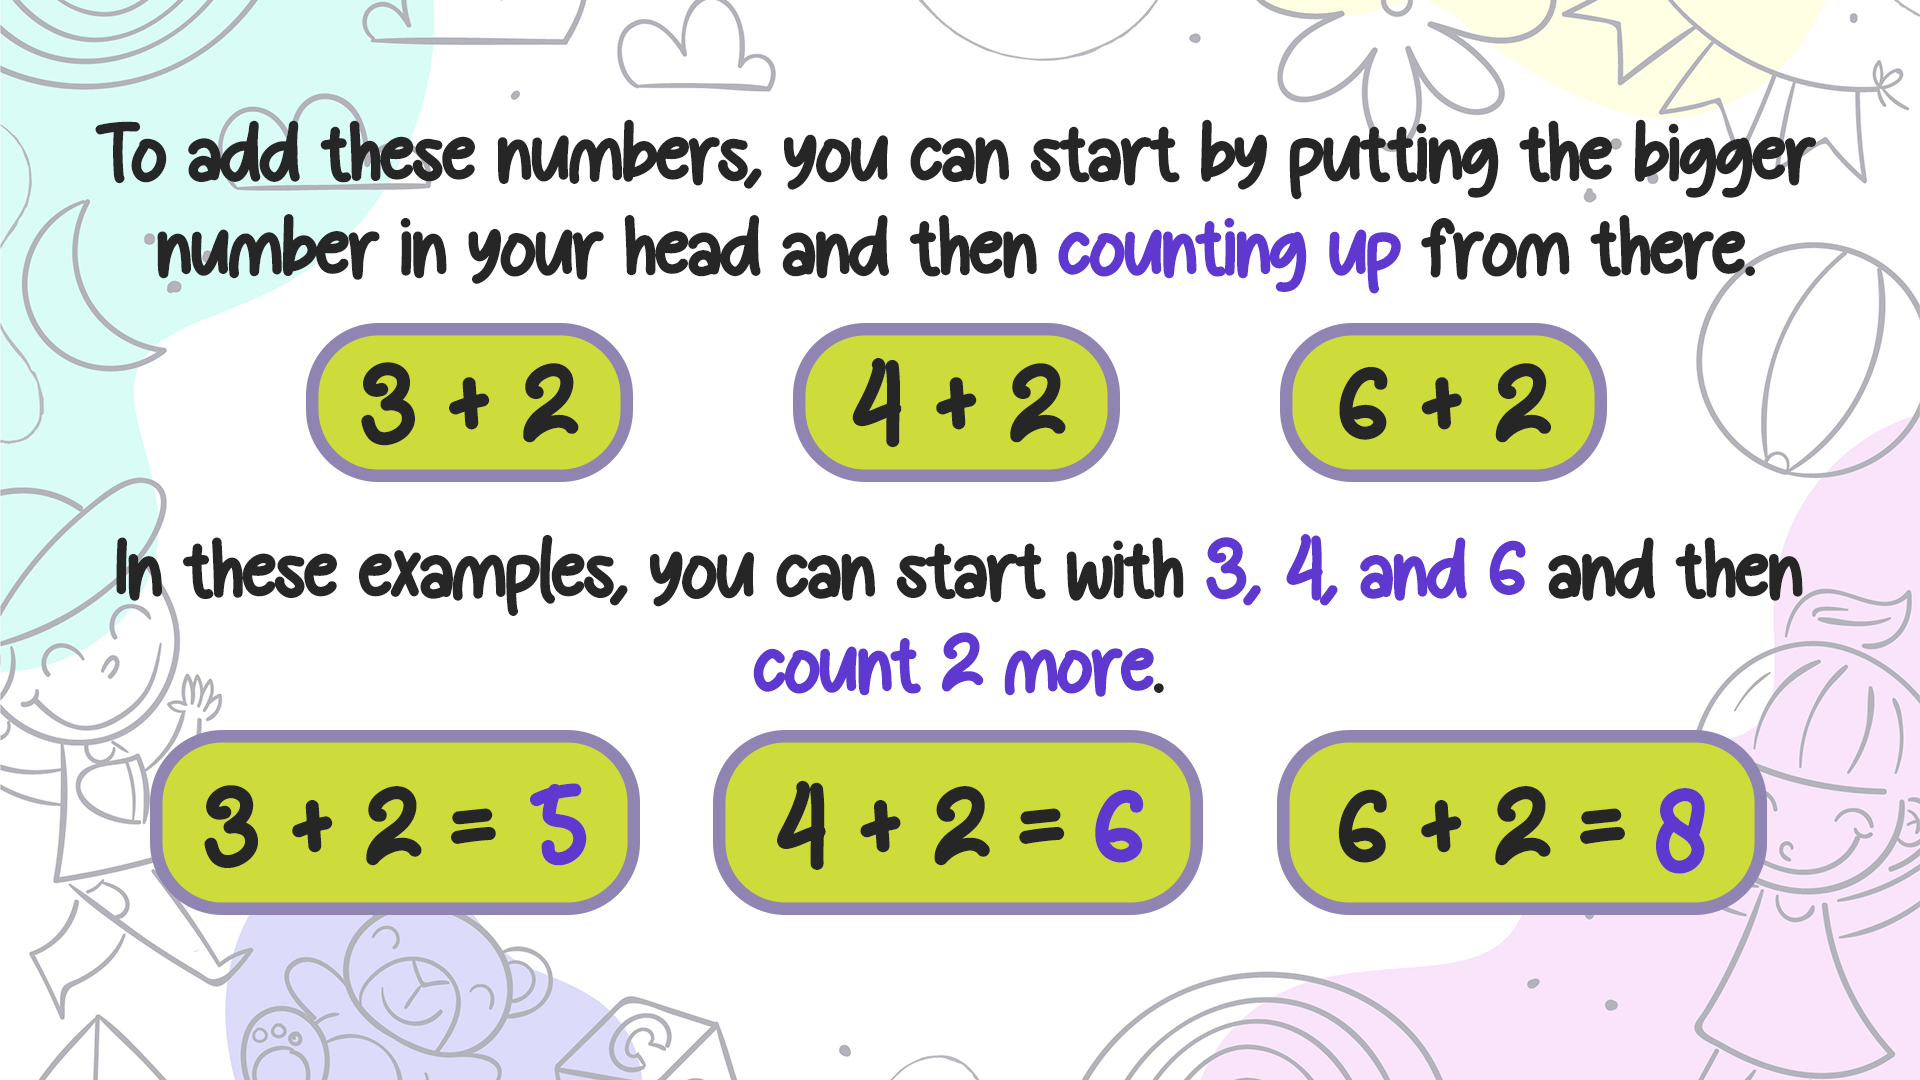 To add these numbers, you can start by putting the bigger
number in your head and then counting up from there.
3 + 2
4 + 2
6 + 2
In these examples, you can start with 3, 4, and 6 and then
count 2 more.
3 + 2 = 5
4 + 2 = 6
6 + 2 = 8
C